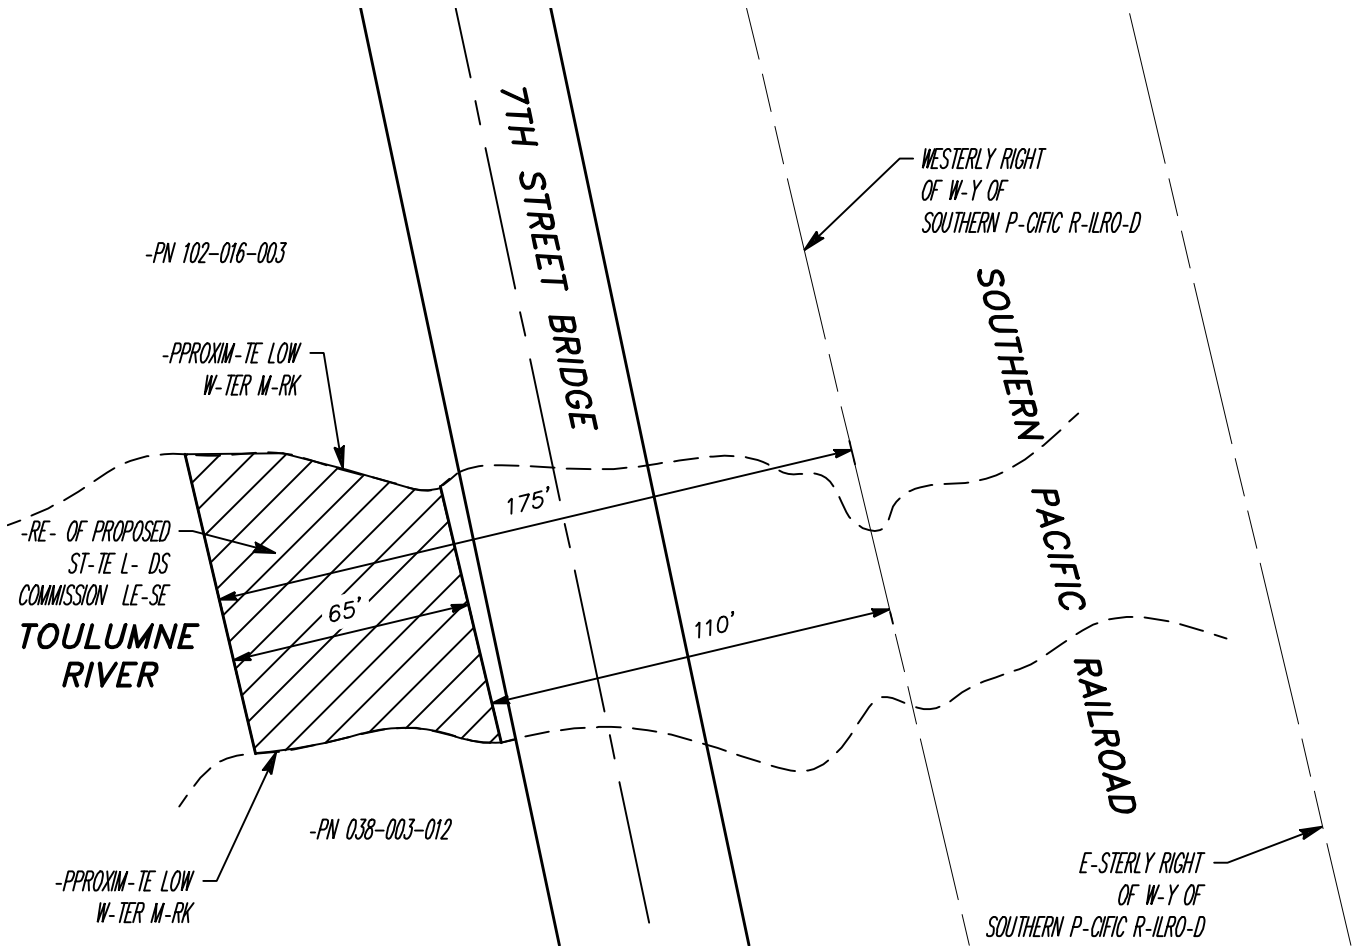 7TH STREET BRIDGE
WESTERLY RIGHT
OF W-Y OF
SOUTHERN P-CIFIC R-ILRO-D
-PN 102-016-003
SOUTHERN PACIFIC RAILROAD
-PPROXIM-TE LOW
W-TER M-RK
175'
-RE- OF PROPOSED
ST-TE L- DS
COMMISSION LE-SE
65'
110'
TOULUMNE
RIVER
-PN 038-003-012
-PPROXIM-TE LOW
W-TER M-RK
E-STERLY RIGHT
OF W-Y OF
SOUTHERN P-CIFIC R-ILRO-D